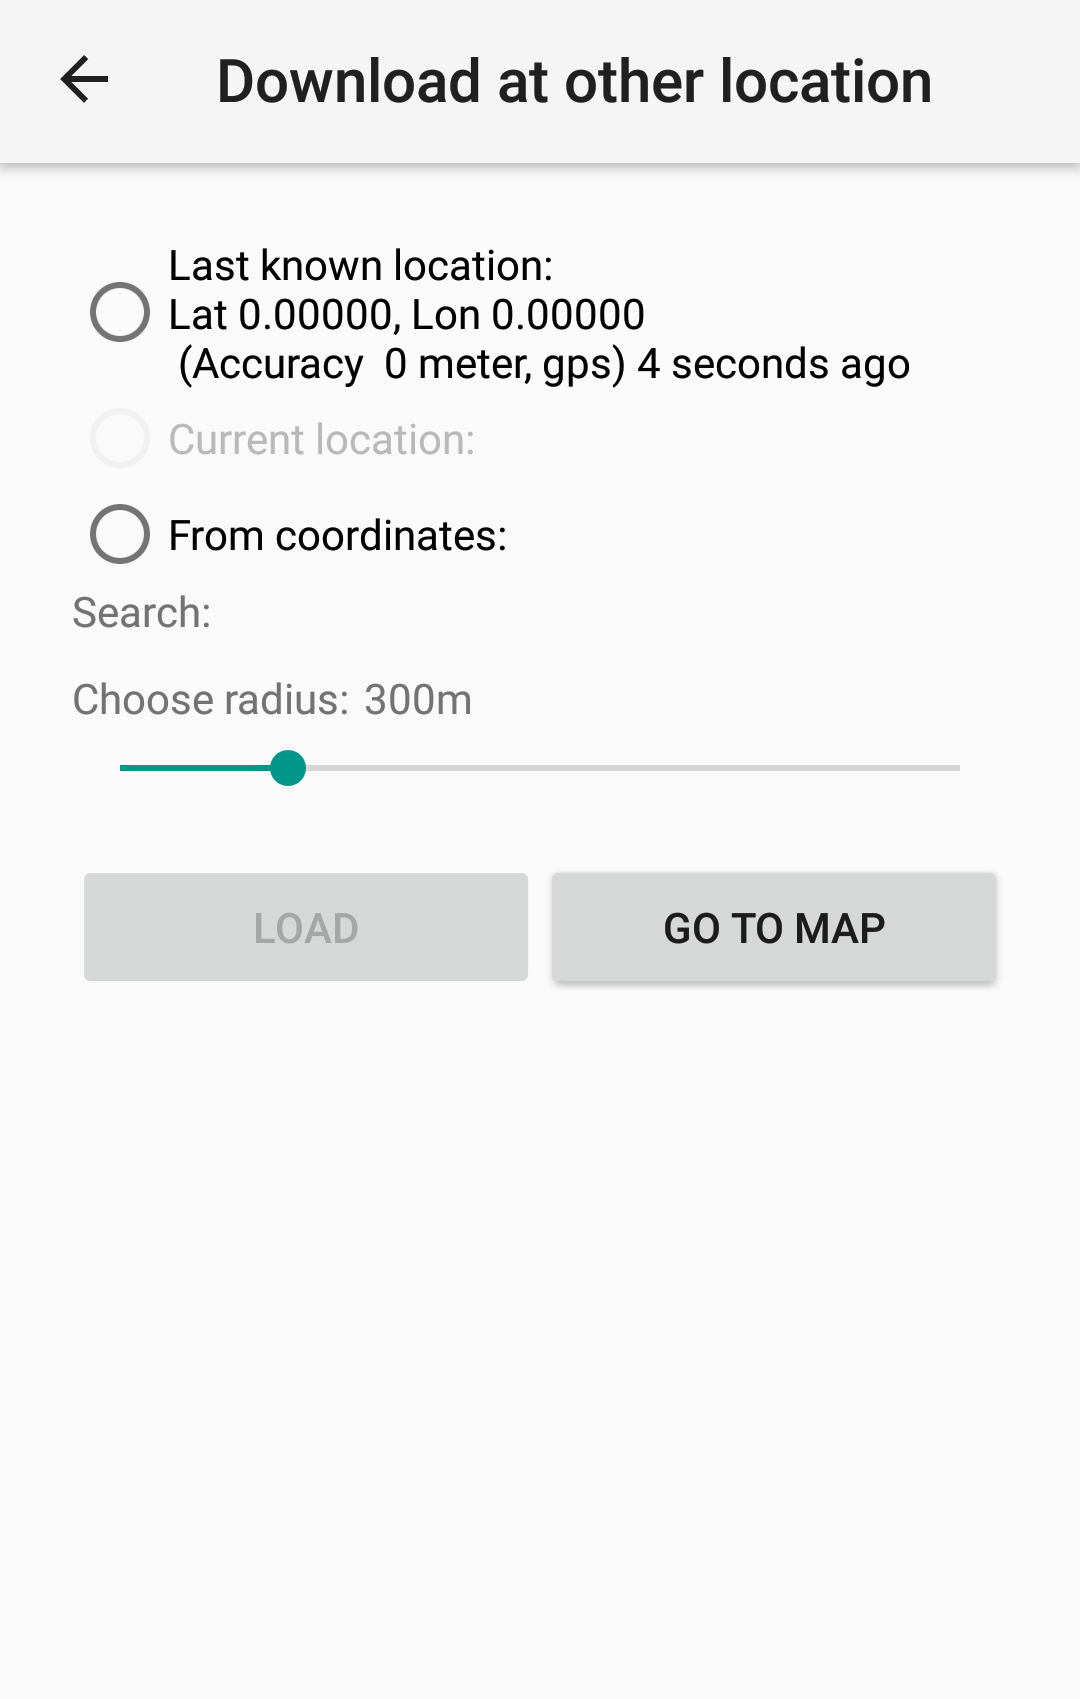 Download at other location
Last known location:
Lat 0.00000, Lon 0.00000
(Accuracy  0 meter, gps) 4 seconds ago
Current location:
From coordinates:
Search:
Choose radius: 300m
LOAD
GO TO MAP